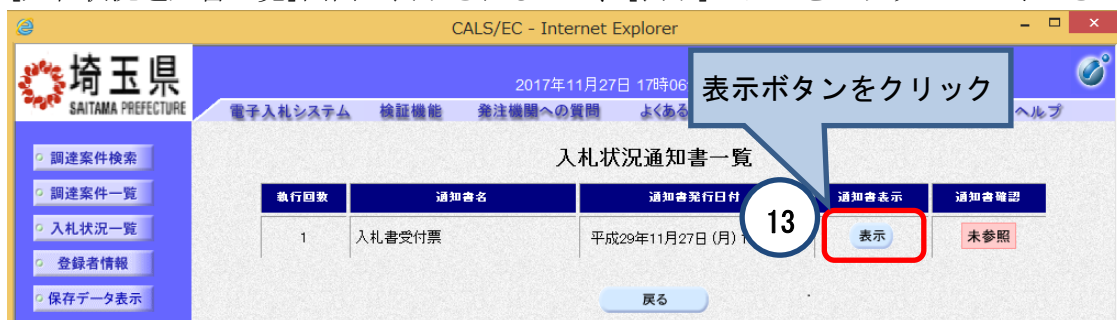 CALS/EC - Internet Explorer
埼玉県
SAITAMA PREFECTURE
2017年11月27日 17時06
表示ボタンをクリック
電子入札システム 検証機能 発注機関への質問 よくある ヘルプ
調達案件検索
調達案件一覧
入札状況一覧
登録者情報
保存データ表示
入札状況通知書一覧
執行回数 通知書名 通知書発行日付 通知書表示 通知書確認
1 入札書受付票 平成29年11月27日 (月) 1 表示 未参照
13
戻る